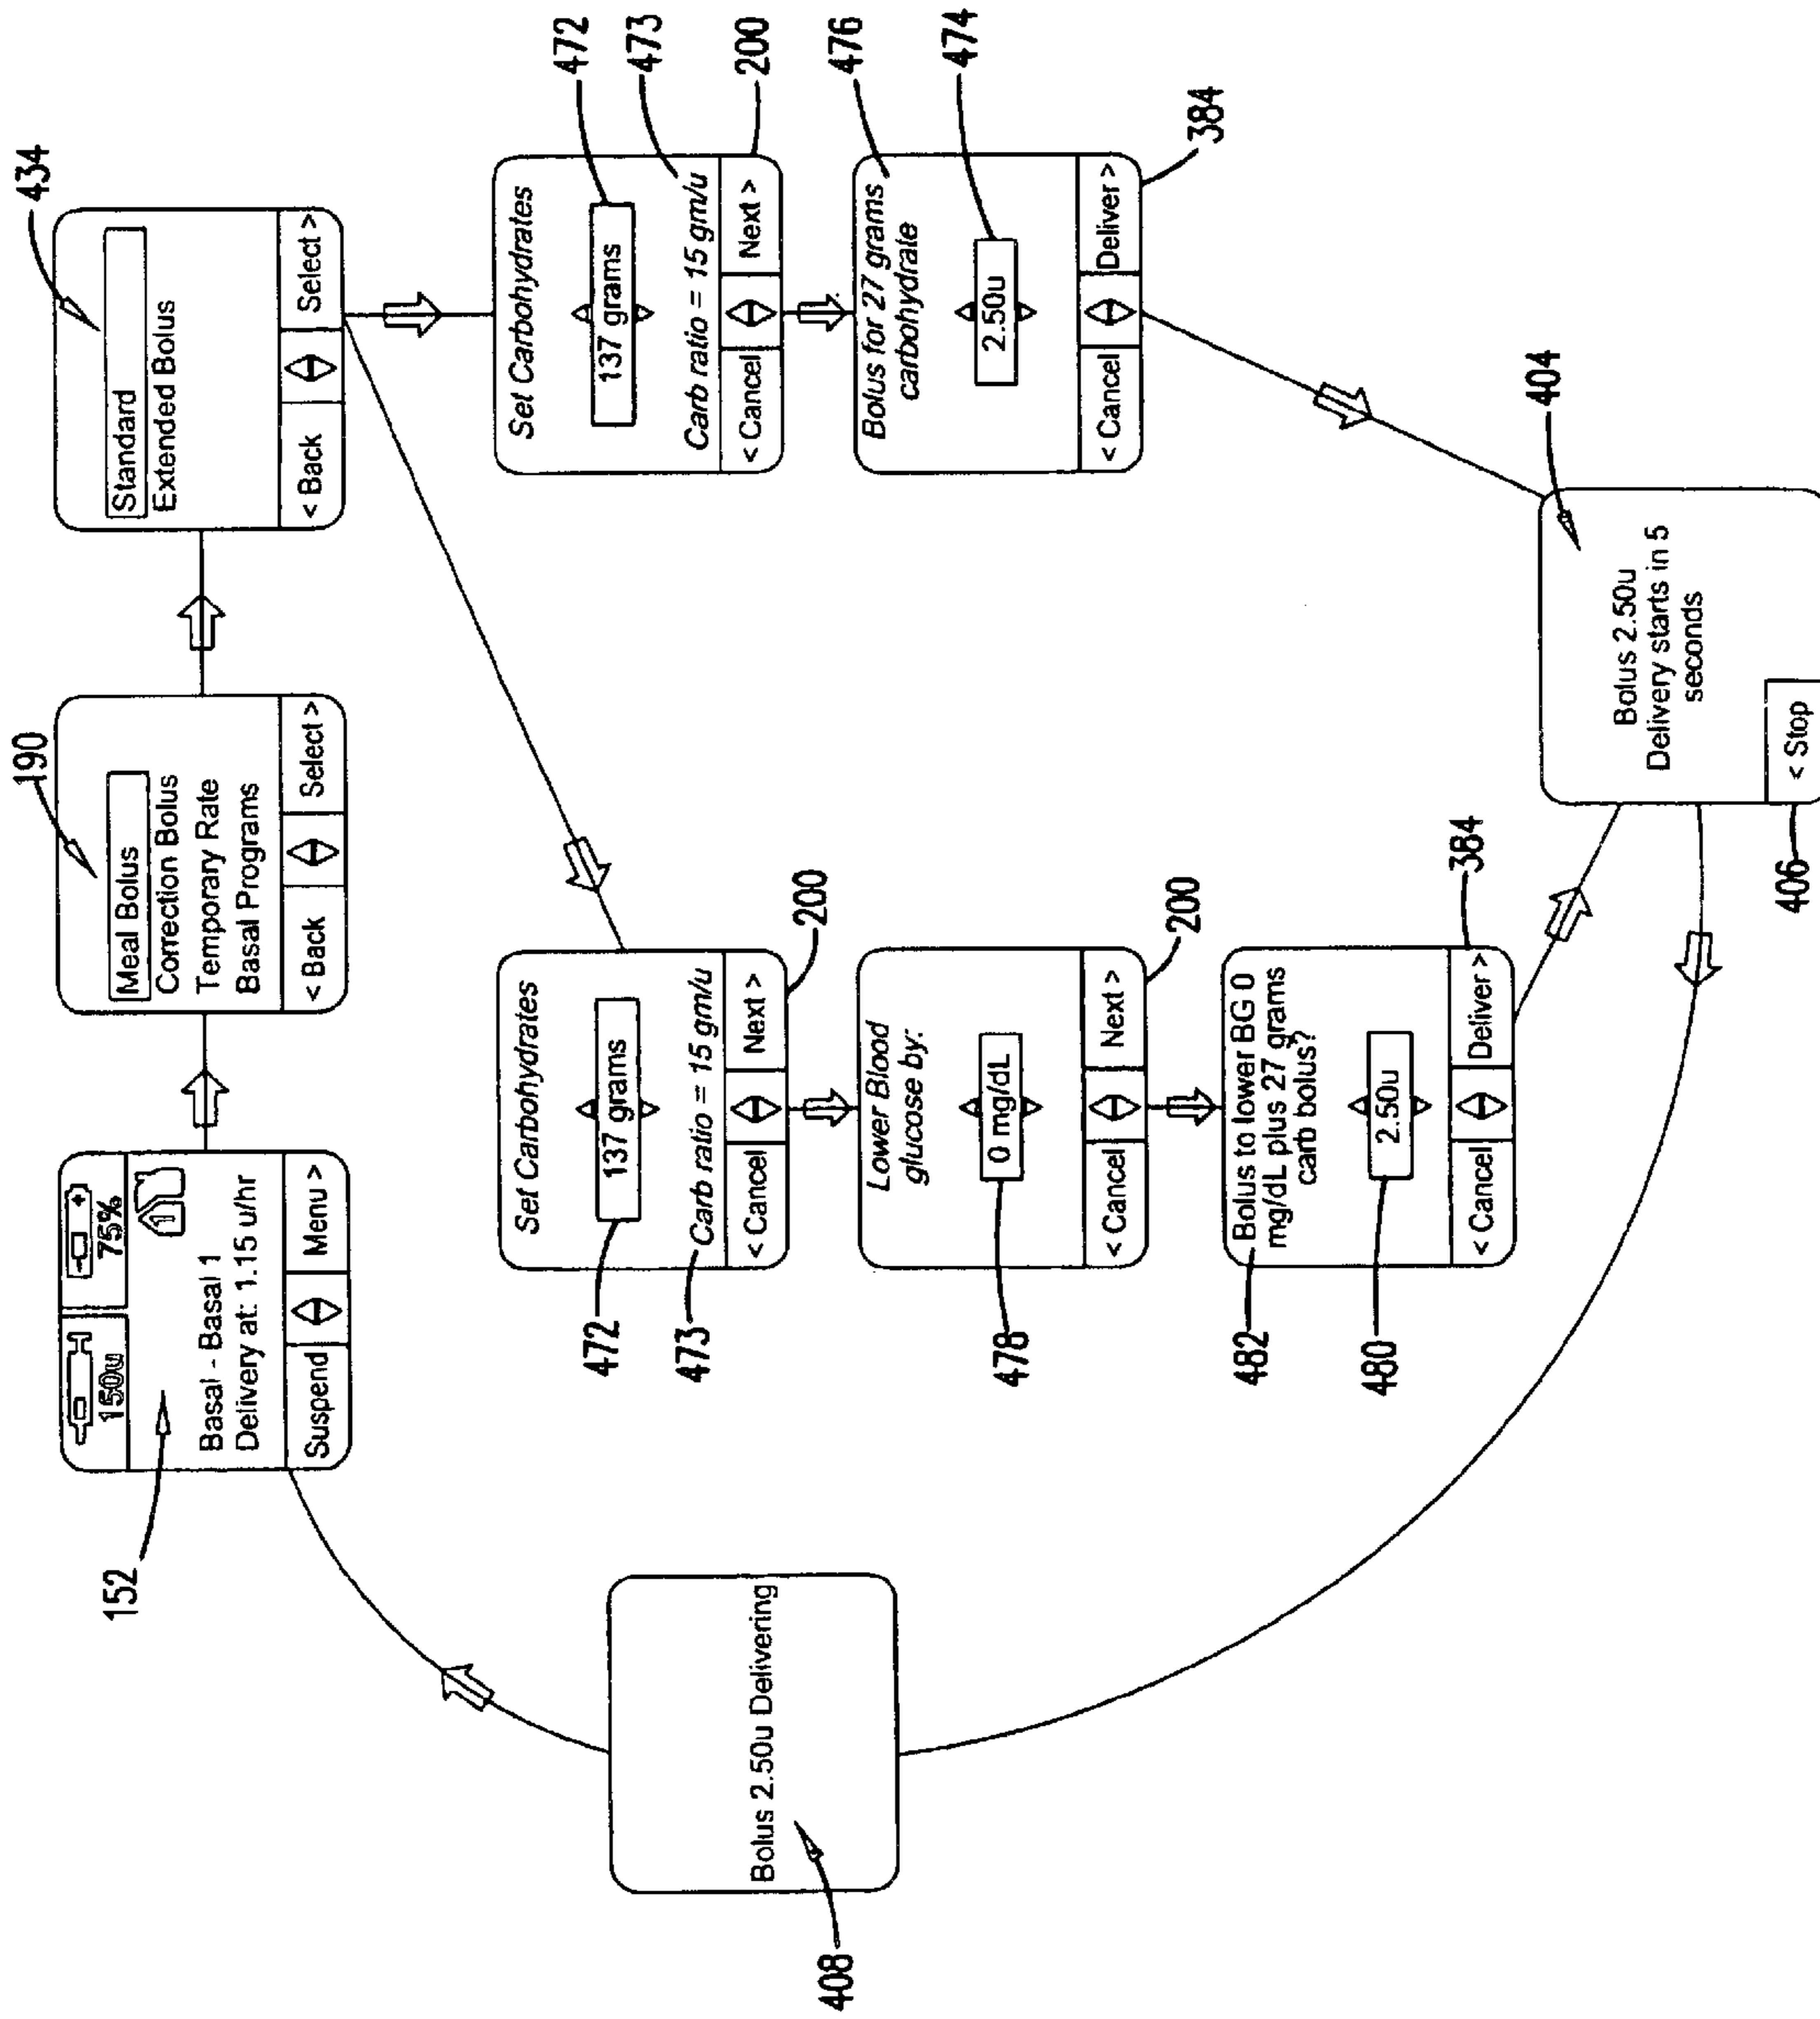 150u
75%
Basal - Basal 1
Delivery at: 1.15 u/hr
Suspend
Menu >
152
190
Meal Bolus
Correction Bolus
Temporary Rate
Basal Programs
< Back
Select >
434
Standard
Extended Bolus
< Back
Select >
Set Carbohydrates
137 grams
Carb ratio = 15 gm/u
< Cancel
Next >
472
473
200
Lower Blood
glucose by:
0 mg/dL
< Cancel
Next >
478
200
Bolus to lower BG 0
mg/dL plus 27 grams
carb bolus?
2.50u
< Cancel
Deliver >
482
480
384
Set Carbohydrates
137 grams
Carb ratio = 15 gm/u
< Cancel
Next >
472
473
200
Bolus for 27 grams
carbohydrate
2.50u
< Cancel
Deliver >
476
474
384
Bolus 2.50u
Delivery starts in 5
seconds
< Stop
404
406
Bolus 2.50u Delivering
408